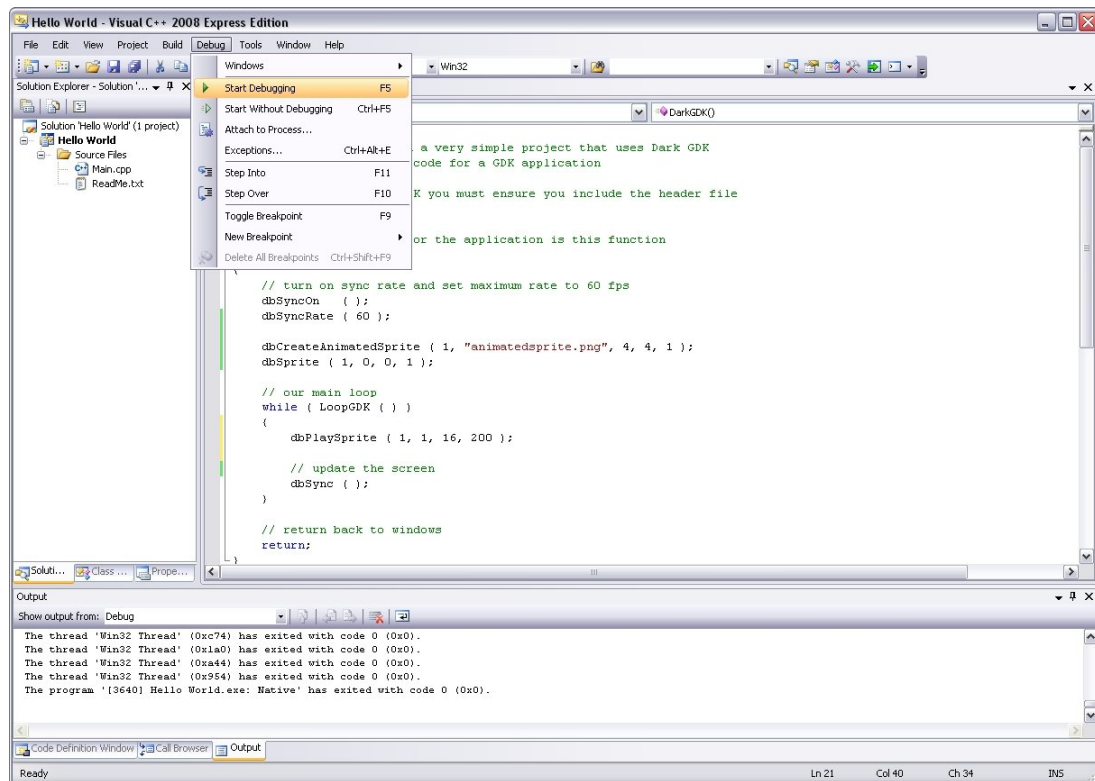 Hello World - Visual C++ 2008 Express Edition
File Edit View Project Build Debug Tools Window Help
Win32
Solution Explorer - Solution '...
Solution 'Hello World' (1 project)
Hello World
Source Files
Main.cpp
ReadMe.txt
Windows
Start Debugging F5
Start Without Debugging Ctrl+F5
Attach to Process...
Exceptions... Ctrl+Alt+E
Step Into F11
Step Over F10
Toggle Breakpoint F9
New Breakpoint
Delete All Breakpoints Ctrl+Shift+F9
DarkGDK()
a very simple project that uses Dark GDK
code for a GDK application
K you must ensure you include the header file
or the application is this function
{
// turn on sync rate and set maximum rate to 60 fps
dbSyncOn ( );
dbSyncRate ( 60 );
dbCreateAnimatedSprite ( 1, "animatedsprite.png", 4, 4, 1 );
dbSprite ( 1, 0, 0, 1 );
// our main loop
while ( LoopGDK ( ) )
{
dbPlaySprite ( 1, 1, 16, 200 );
// update the screen
dbSync ( );
}
// return back to windows
return;
}
Soluti... Class ... Prope...
Output
Show output from: Debug
The thread 'Win32 Thread' (0xc74) has exited with code 0 (0x0).
The thread 'Win32 Thread' (0x1a0) has exited with code 0 (0x0).
The thread 'Win32 Thread' (0xa44) has exited with code 0 (0x0).
The thread 'Win32 Thread' (0x954) has exited with code 0 (0x0).
The program '[3640] Hello World.exe: Native' has exited with code 0 (0x0).
Code Definition Window Call Browser Output
Ready Ln 21 Col 40 Ch 34 INS